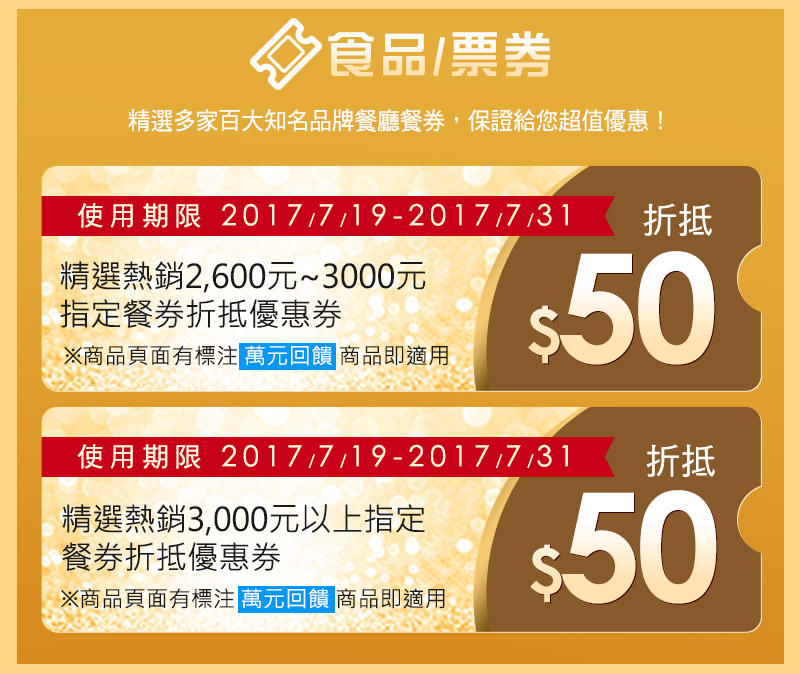 食品/票券
精選多家百大知名品牌餐廳餐券，保證給您超值優惠！
使用期限 2017/7/19-2017/7/31
折抵
精選熱銷2,600元~3000元
指定餐券折抵優惠券
$50
※商品頁面有標注 萬元回饋 商品即適用
使用期限 2017/7/19-2017/7/31
折抵
精選熱銷3,000元以上指定
餐券折抵優惠券
$50
※商品頁面有標注 萬元回饋 商品即適用